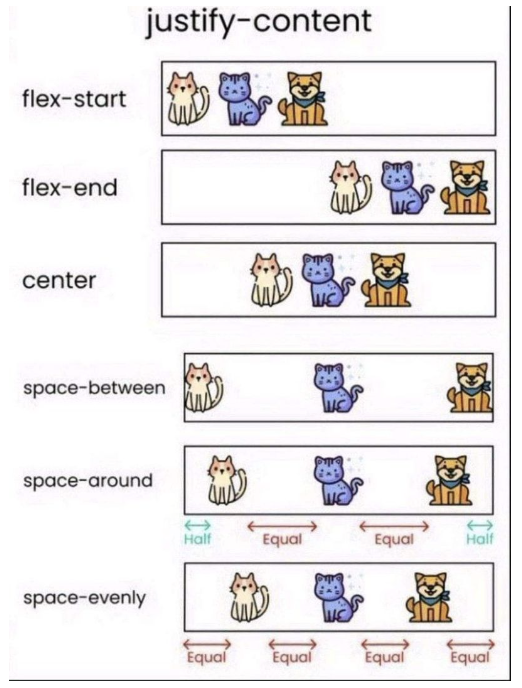 justify-content
flex-start
flex-end
center
space-between
space-around
Half Equal Equal Half
space-evenly
Equal Equal Equal Equal